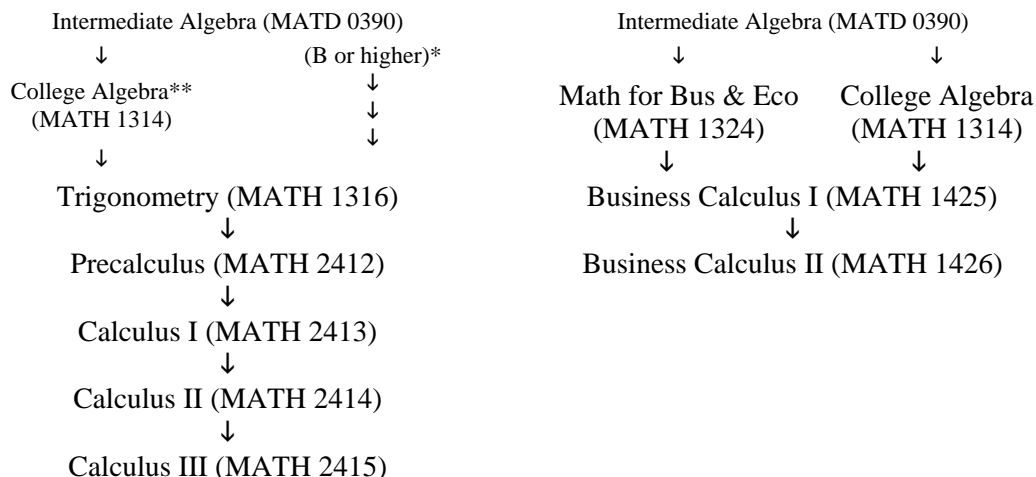 Intermediate Algebra (MATD 0390)
↓
(B or higher)*
College Algebra**
(MATH 1314)
↓
↓
↓
↓
Trigonometry (MATH 1316)
↓
Precalculus (MATH 2412)
↓
Calculus I (MATH 2413)
↓
Calculus II (MATH 2414)
↓
Calculus III (MATH 2415)
Intermediate Algebra (MATD 0390)
↓ ↓
Math for Bus & Eco College Algebra
(MATH 1324) (MATH 1314)
↓ ↓
Business Calculus I (MATH 1425)
↓
Business Calculus II (MATH 1426)